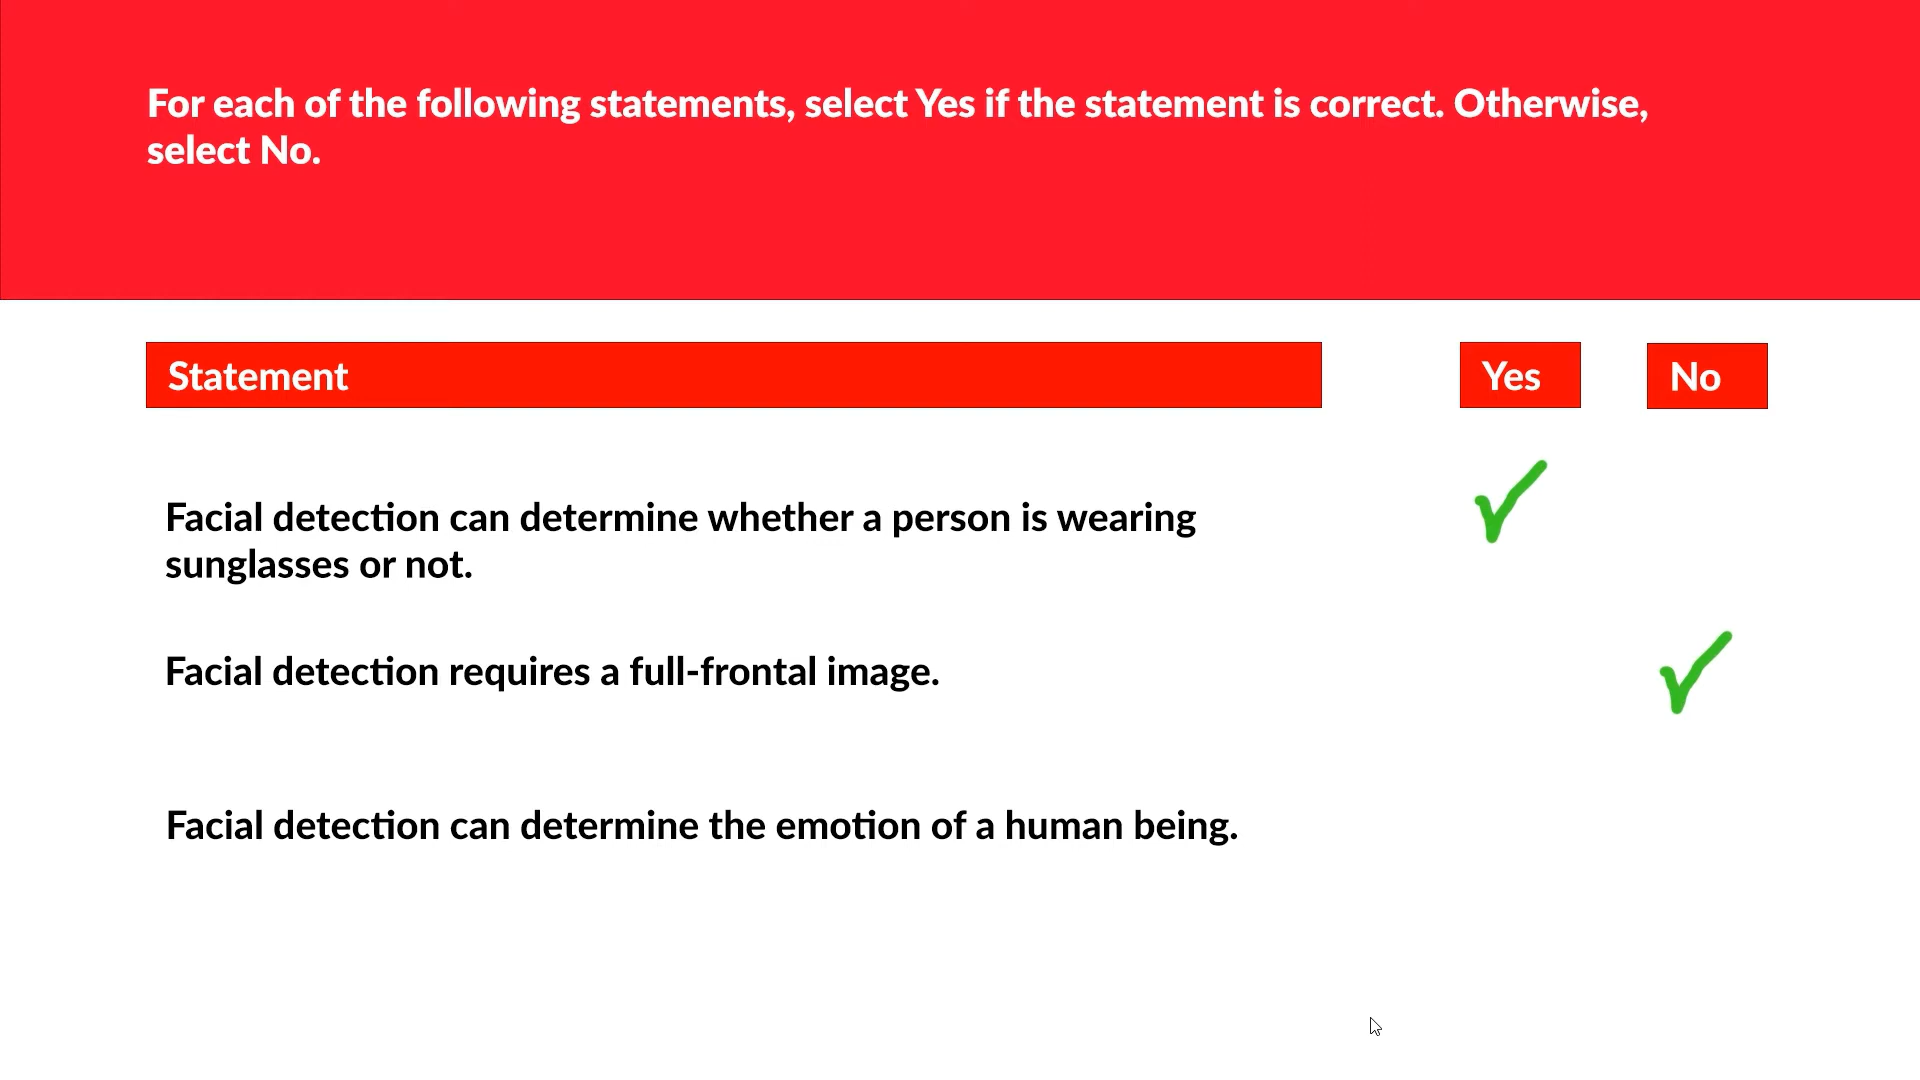 For each of the following statements, select Yes if the statement is correct. Otherwise,
select No.
Statement
Yes
No
Facial detection can determine whether a person is wearing
sunglasses or not.
Facial detection requires a full-frontal image.
Facial detection can determine the emotion of a human being.